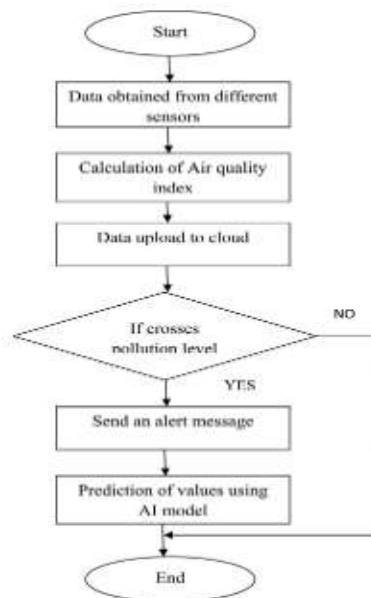 Start
Data obtained from different
sensors
Calculation of Air quality
index
Data upload to cloud
If crosses
pollution level
NO
YES
Send an alert message
Prediction of values using
AI model
End